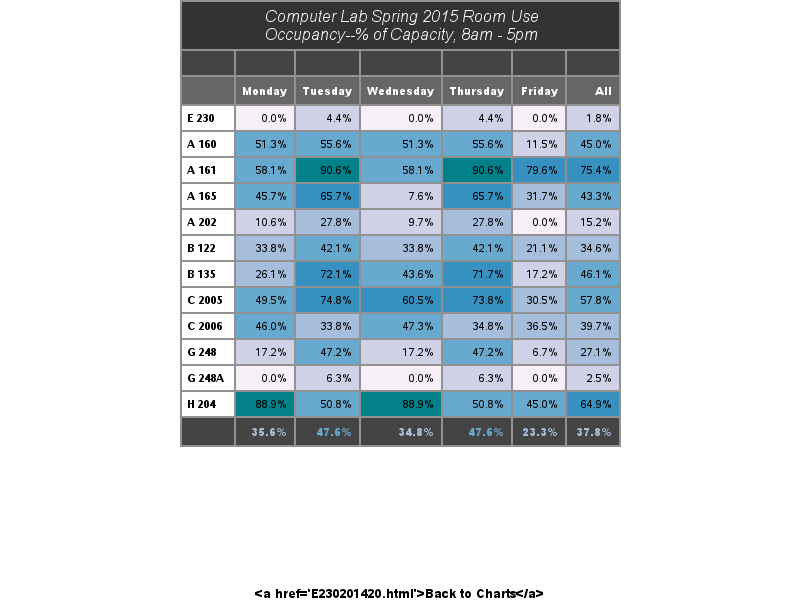 Computer Lab Spring 2015 Room Use
Occupancy--% of Capacity, 8am - 5pm
Monday Tuesday Wednesday Thursday Friday All
E 230 0.0% 4.4% 0.0% 4.4% 0.0% 1.8%
A 160 51.3% 55.6% 51.3% 55.6% 11.5% 45.0%
A 161 58.1% 90.6% 58.1% 90.6% 79.6% 75.4%
A 165 45.7% 65.7% 7.6% 65.7% 31.7% 43.3%
A 202 10.6% 27.8% 9.7% 27.8% 0.0% 15.2%
B 122 33.8% 42.1% 33.8% 42.1% 21.1% 34.6%
B 135 26.1% 72.1% 43.6% 71.7% 17.2% 46.1%
C 2005 49.5% 74.8% 60.5% 73.8% 30.5% 57.8%
C 2006 46.0% 33.8% 47.3% 34.8% 36.5% 39.7%
G 248 17.2% 47.2% 17.2% 47.2% 6.7% 27.1%
G 248A 0.0% 6.3% 0.0% 6.3% 0.0% 2.5%
H 204 88.9% 50.8% 88.9% 50.8% 45.0% 64.9%
35.6% 47.6% 34.8% 47.6% 23.3% 37.8%
<a href='E230201420.html'>Back to Charts</a>